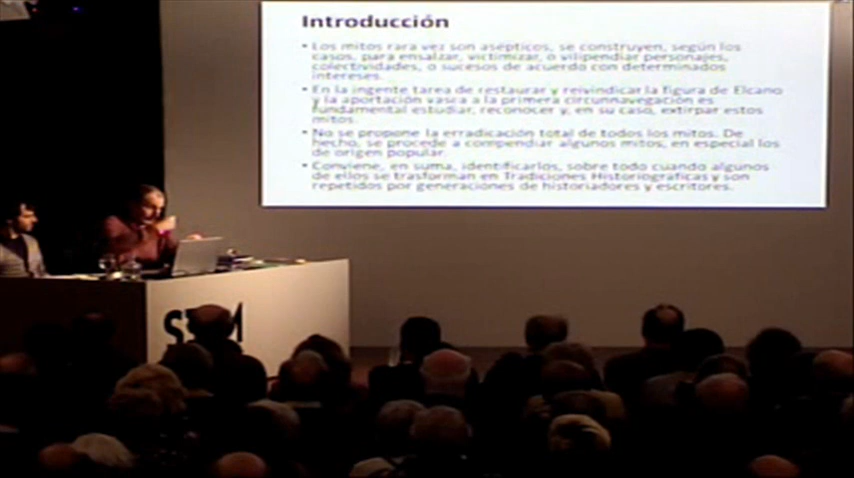 Introducción
• Los mitos rara vez son asépticos, se construyen, según los
casos, para ensalzar, victimizar, o vilipendiar personajes,
colectividades, o sucesos de acuerdo con determinados
intereses.
• En la ingente tarea de restaurar y reivindicar la figura de Elcano
y la aportación vasca a la primera circunnavegación es
fundamental estudiar, reconocer y, en su caso, extirpar estos
mitos.
• No se propone la erradicación total de todos los mitos. De
hecho, se procede a compendiar algunos mitos, en especial los
de origen popular.
• Conviene, en suma, identificarlos, sobre todo cuando algunos
de ellos se trasforman en Tradiciones Historiograficas y son
repetidos por generaciones de historiadores y escritores.